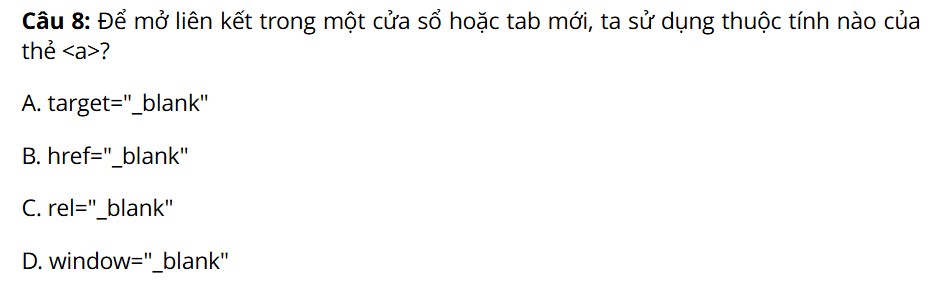 Câu 8: Để mở liên kết trong một cửa sổ hoặc tab mới, ta sử dụng thuộc tính nào của
thẻ <a>?
A. target="_blank"
B. href="_blank"
C. rel="_blank"
D. window="_blank"